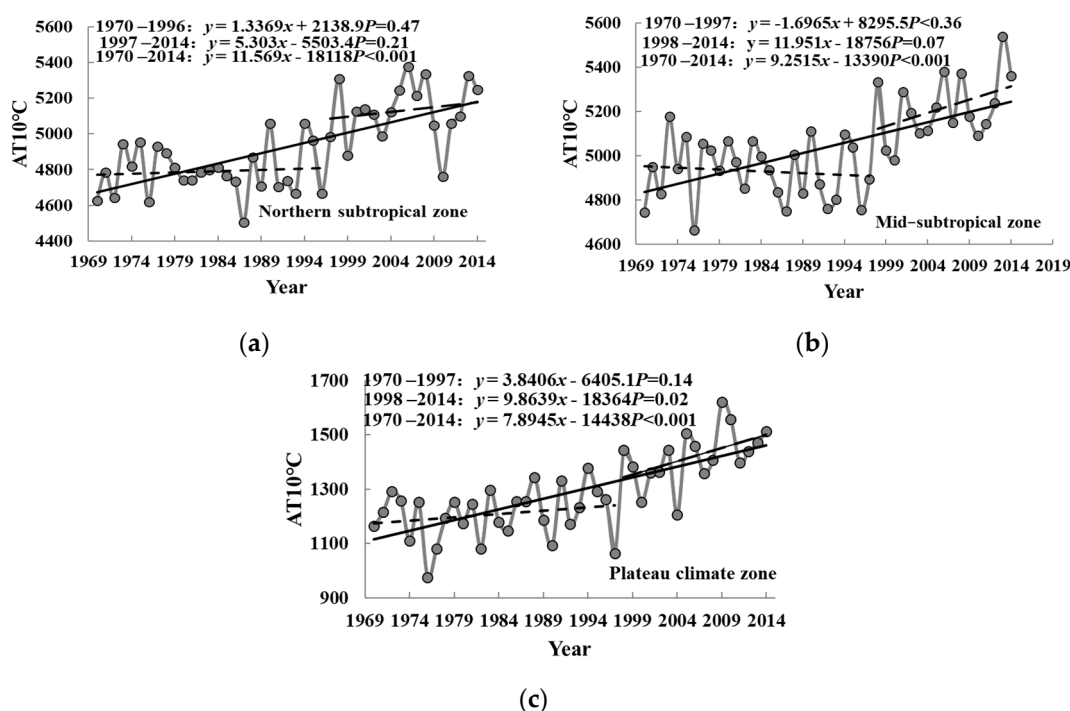 1970–1996：y = 1.3369x + 2138.9P=0.47
1997–2014：y = 5.303x - 5503.4P=0.21
1970–2014：y = 11.569x - 18118P<0.001
5600
5400
5200
5000
4800
4600
4400
AT10°C
Northern subtropical zone
1969 1974 1979 1984 1989 1994 1999 2004 2009 2014
Year
(a)
1970–1997：y = -1.6965x + 8295.5P<0.36
1998–2014：y = 11.951x - 18756P=0.07
1970–2014：y = 9.2515x - 13390P<0.001
5600
5400
5200
5000
4800
4600
AT10°C
Mid–subtropical zone
1969 1974 1979 1984 1989 1994 1999 2004 2009 2014 2019
Year
(b)
1970–1997：y = 3.8406x - 6405.1P=0.14
1998–2014：y = 9.8639x - 18364P=0.02
1970–2014：y = 7.8945x - 14438P<0.001
1700
1500
1300
1100
900
AT10°C
Plateau climate zone
1969 1974 1979 1984 1989 1994 1999 2004 2009 2014
Year
(c)